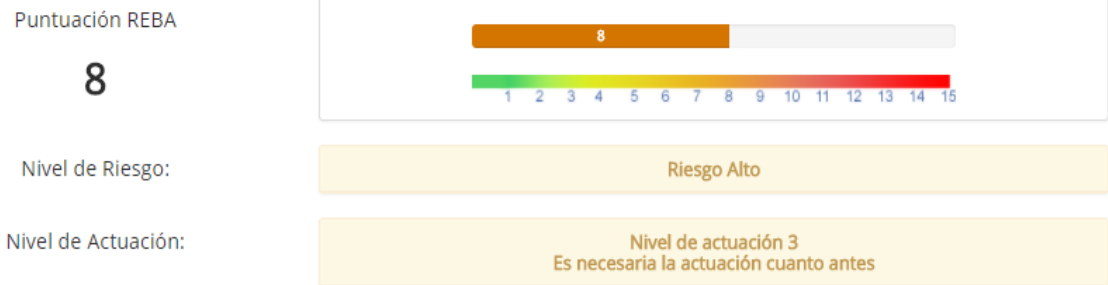 Puntuación REBA
8
8
1 2 3 4 5 6 7 8 9 10 11 12 13 14 15
Nivel de Riesgo:
Riesgo Alto
Nivel de Actuación:
Nivel de actuación 3
Es necesaria la actuación cuanto antes